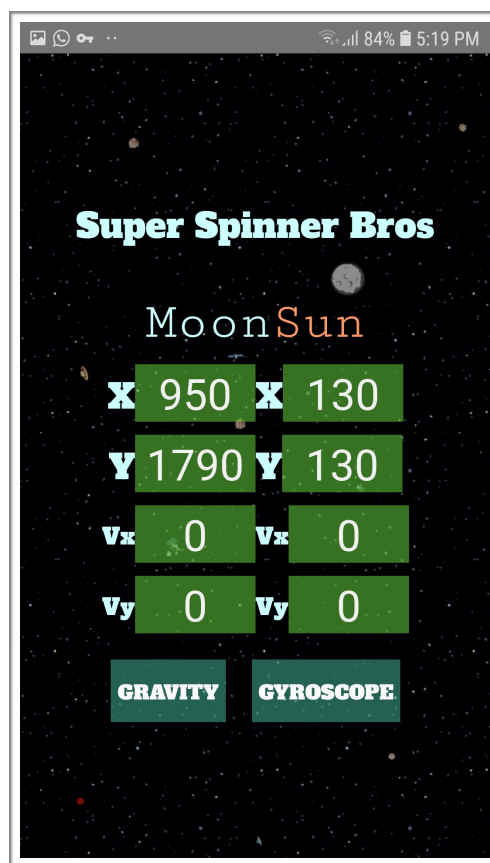 84% 5:19 PM
Super Spinner Bros
MoonSun
X 950 X 130
Y 1790 Y 130
Vx 0 Vx 0
Vy 0 Vy 0
GRAVITY GYROSCOPE